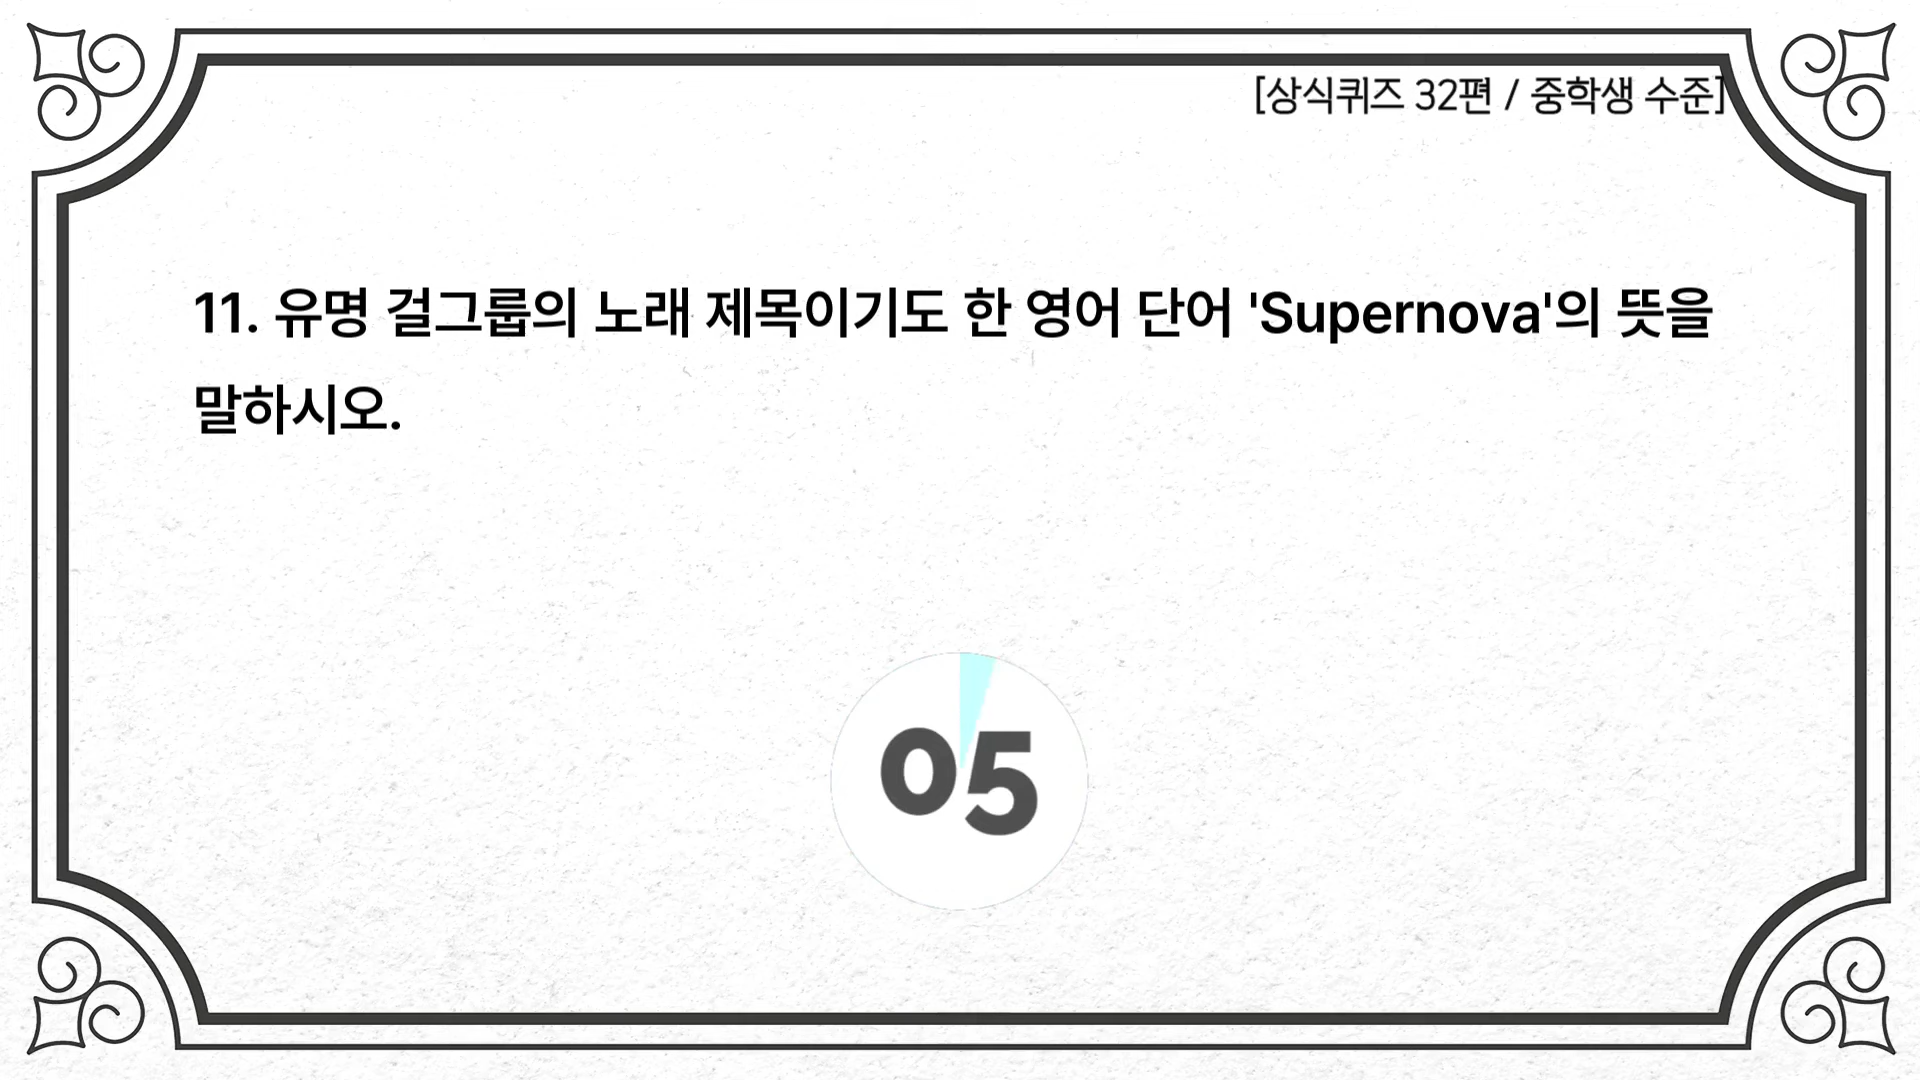 [상식퀴즈 32편 / 중학생 수준]
11. 유명 걸그룹의 노래 제목이기도 한 영어 단어 'Supernova'의 뜻을
말하시오.
05